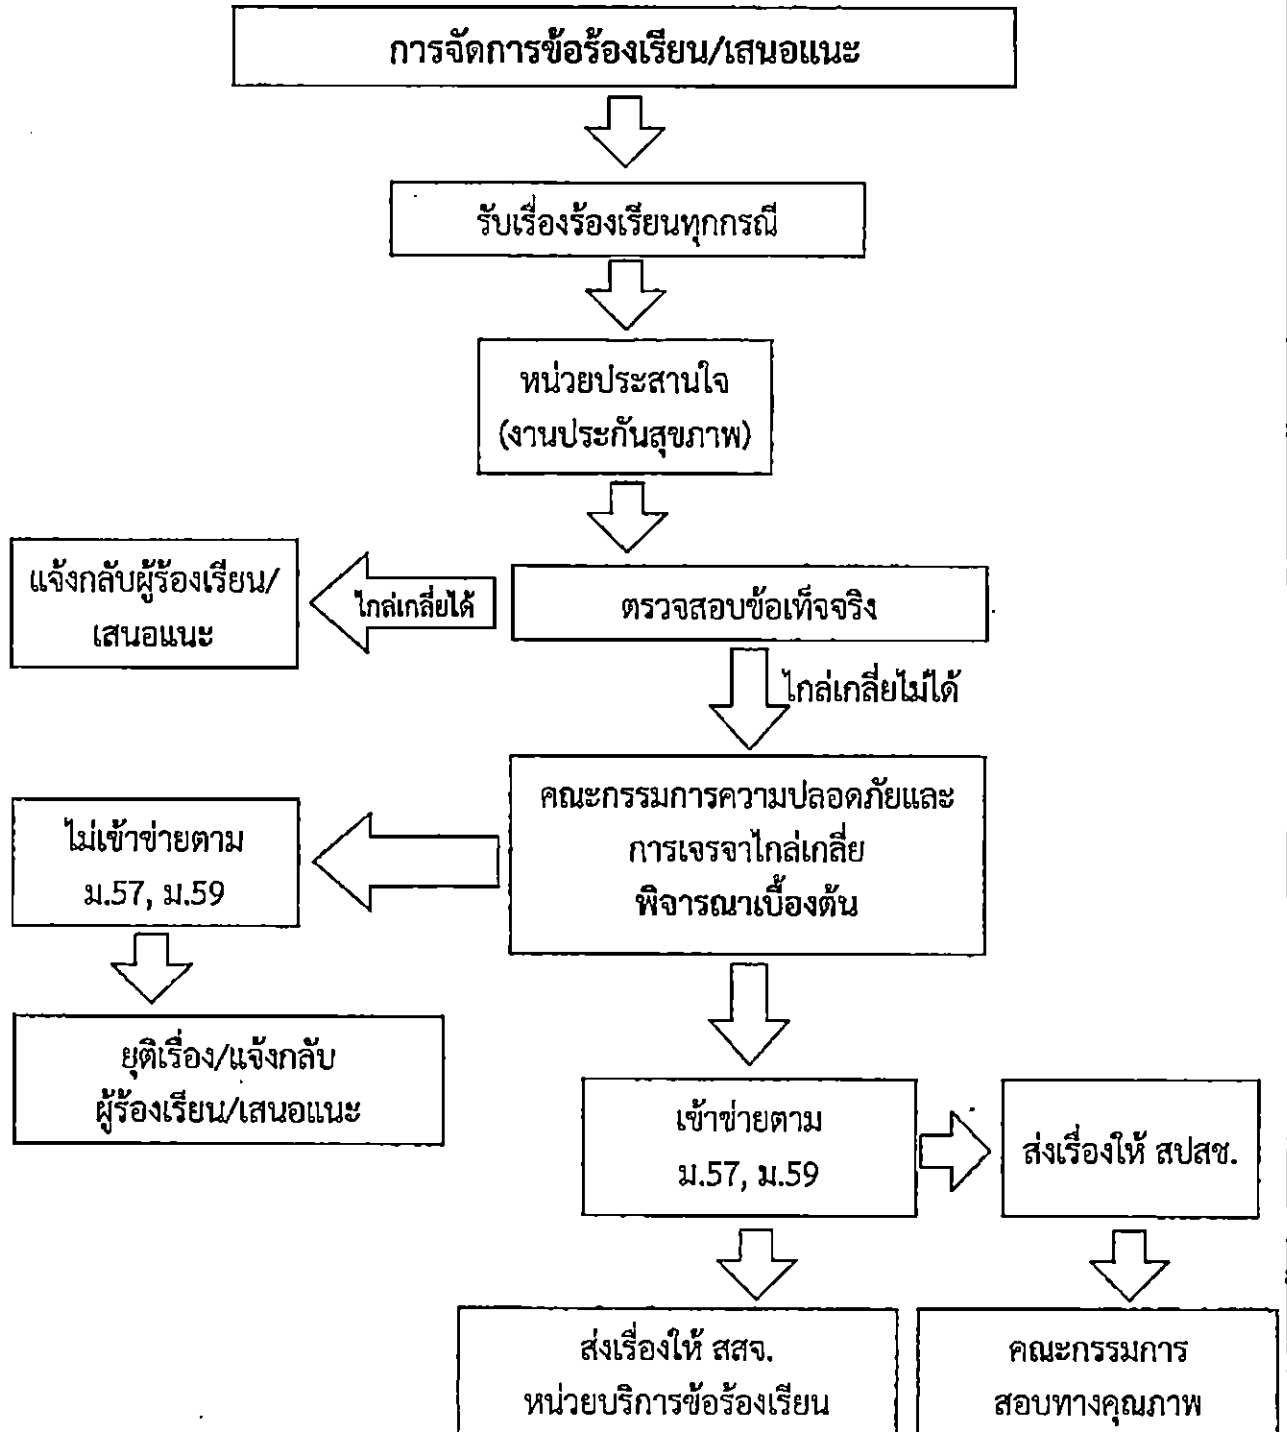 การจัดการข้อร้องเรียน/เสนอแนะ
รับเรื่องร้องเรียนทุกกรณี
หน่วยประสานใจ
(งานประกันสุขภาพ)
แจ้งกลับผู้ร้องเรียน/
เสนอแนะ
ไกล่เกลี่ยได้
ตรวจสอบข้อเท็จจริง
ไกล่เกลี่ยไม่ได้
คณะกรรมการความปลอดภัยและ
การเจรจาไกล่เกลี่ย
พิจารณาเบื้องต้น
ไม่เข้าข่ายตาม
ม.57, ม.59
ยุติเรื่อง/แจ้งกลับ
ผู้ร้องเรียน/เสนอแนะ
เข้าข่ายตาม
ม.57, ม.59
ส่งเรื่องให้ สปสช.
ส่งเรื่องให้ สสจ.
หน่วยบริการข้อร้องเรียน
คณะกรรมการ
สอบทางคุณภาพ